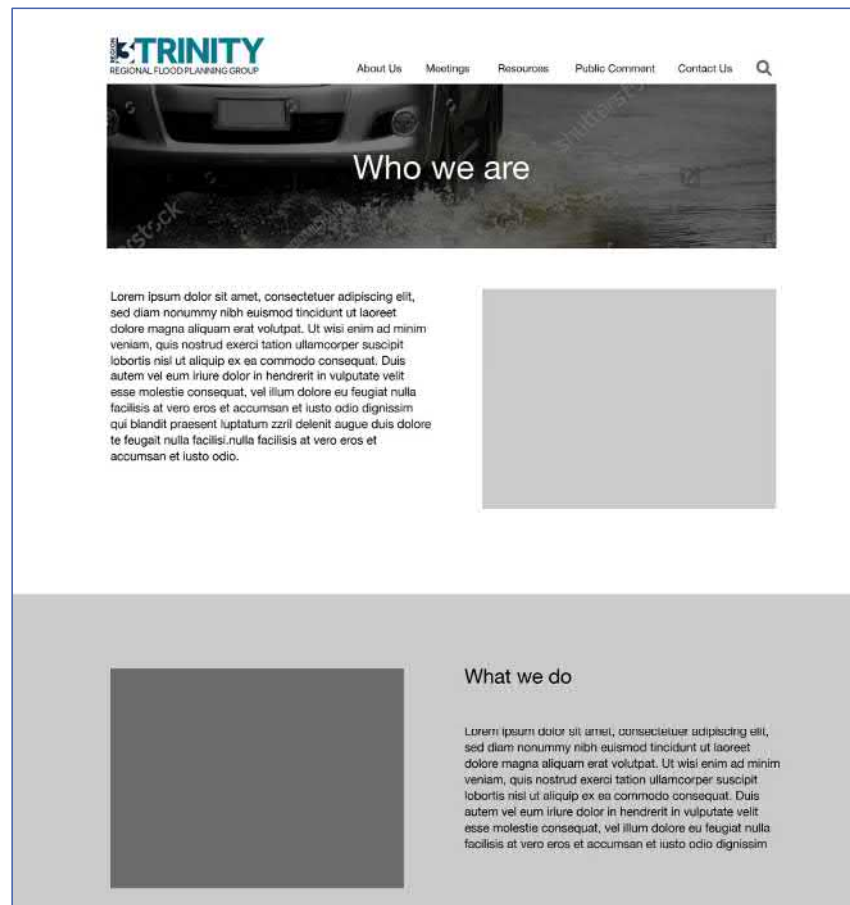 REGION 3 TRINITY
REGIONAL FLOOD PLANNING GROUP
About Us Meetings Resources Public Comment Contact Us
shutterstock
Who we are
terstock
Lorem ipsum dolor sit amet, consectetuer adipiscing elit,
sed diam nonummy nibh euismod tincidunt ut laoreet
dolore magna aliquam erat volutpat. Ut wisi enim ad minim
veniam, quis nostrud exerci tation ullamcorper suscipit
lobortis nisl ut aliquip ex ea commodo consequat. Duis
autem vel eum iriure dolor in hendrerit in vulputate velit
esse molestie consequat, vel illum dolore eu feugiat nulla
facilisis at vero eros et accumsan et iusto odio dignissim
qui blandit praesent luptatum zzril delenit augue duis dolore
te feugait nulla facilisi.nulla facilisis at vero eros et
accumsan et iusto odio.
What we do
Lorem ipsum dolor sit amet, consectetuer adipiscing elit,
sed diam nonummy nibh euismod tincidunt ut laoreet
dolore magna aliquam erat volutpat. Ut wisi enim ad minim
veniam, quis nostrud exerci tation ullamcorper suscipit
lobortis nisl ut aliquip ex ea commodo consequat. Duis
autem vel eum iriure dolor in hendrerit in vulputate velit
esse molestie consequat, vel illum dolore eu feugiat nulla
facilisis at vero eros et accumsan et iusto odio dignissim